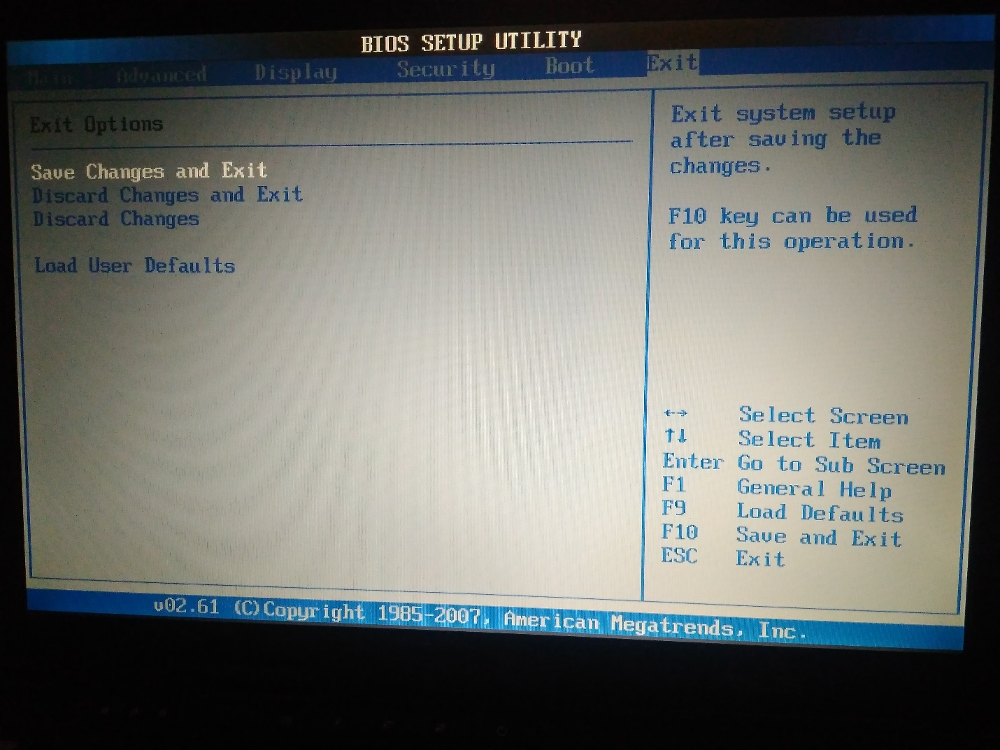 BIOS SETUP UTILITY
Main Advanced Display Security Boot Exit
Exit Options
Save Changes and Exit
Discard Changes and Exit
Discard Changes
Load User Defaults
Exit system setup
after saving the
changes.
F10 key can be used
for this operation.
←→ Select Screen
↑↓ Select Item
Enter Go to Sub Screen
F1 General Help
F9 Load Defaults
F10 Save and Exit
ESC Exit
v02.61 (C)Copyright 1985-2007, American Megatrends, Inc.